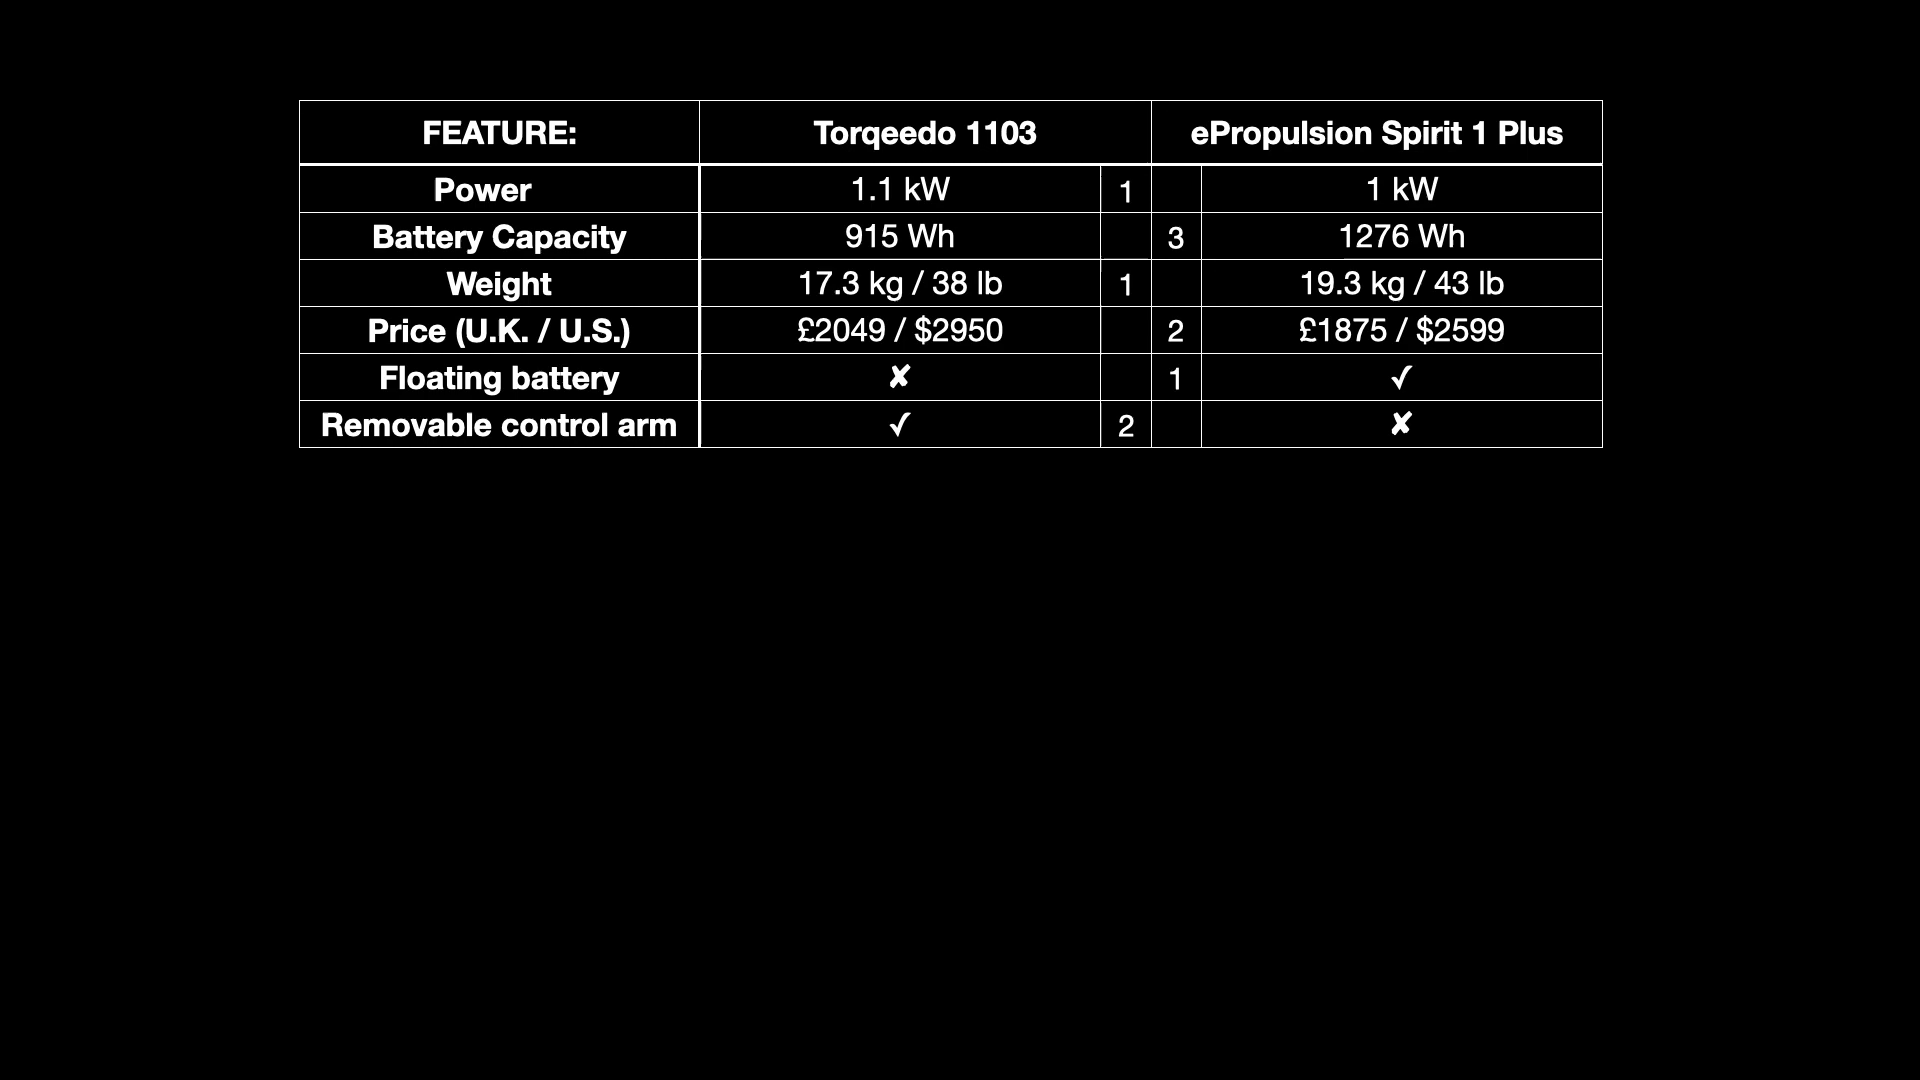 FEATURE: Torqeedo 1103 ePropulsion Spirit 1 Plus
Power 1.1 kW 1 1 kW
Battery Capacity 915 Wh 3 1276 Wh
Weight 17.3 kg / 38 lb 1 19.3 kg / 43 lb
Price (U.K. / U.S.) £2049 / $2950 2 £1875 / $2599
Floating battery ✘ 1 ✓
Removable control arm ✓ 2 ✘